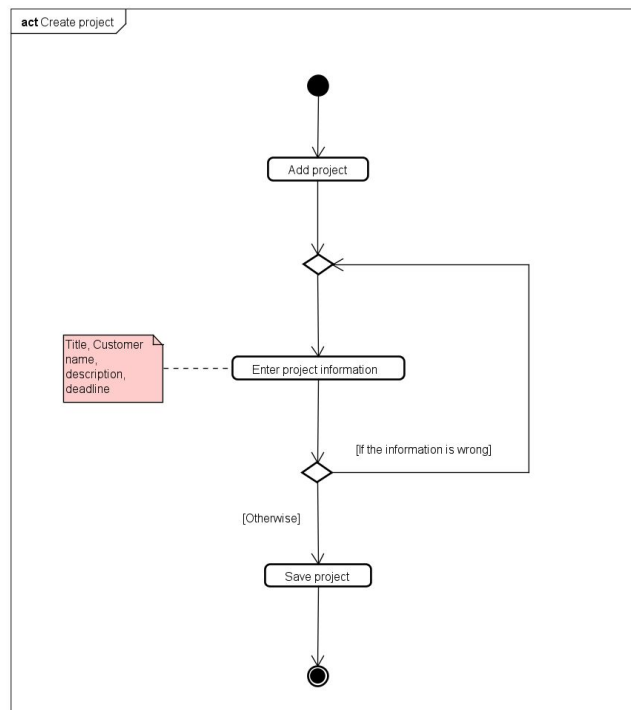 act Create project
Add project
Title, Customer
name,
description,
deadline
Enter project information
[If the information is wrong]
[Otherwise]
Save project